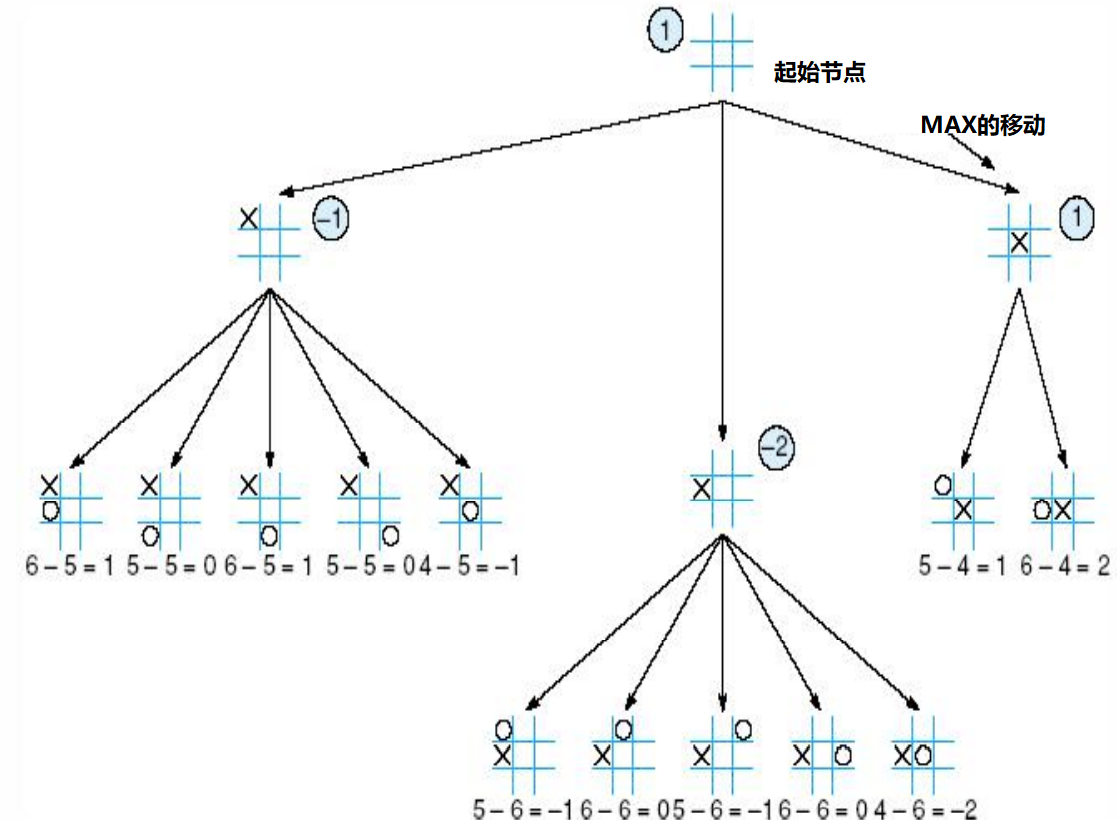 1
起始节点
MAX的移动
X
-1
X
1
X O
X O
X O
X O
X O
6 – 5 = 1 5 – 5 = 0 6 – 5 = 1 5 – 5 = 0 4 – 5 = –1
X
-2
O X
O X
5 – 4 = 1 6 – 4 = 2
O X
O X
O X
X O
X O
5 – 6 = –1 6 – 6 = 0 5 – 6 = –1 6 – 6 = 0 4 – 6 = –2